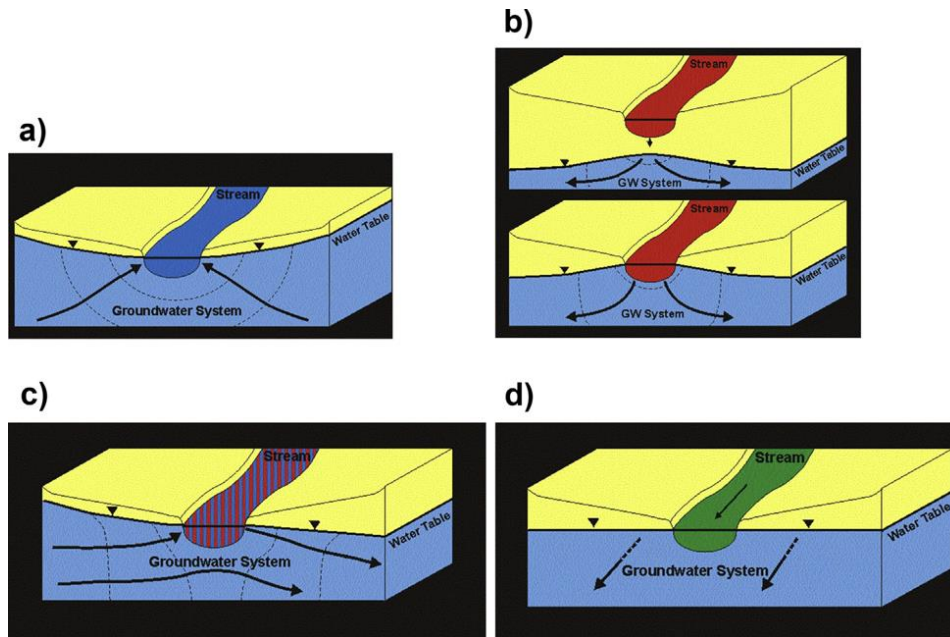 a)
Stream
Water Table
Groundwater System
b)
Stream
Water Table
GW System
Stream
Water Table
GW System
c)
Stream
Water Table
Groundwater System
d)
Stream
Water Table
Groundwater System